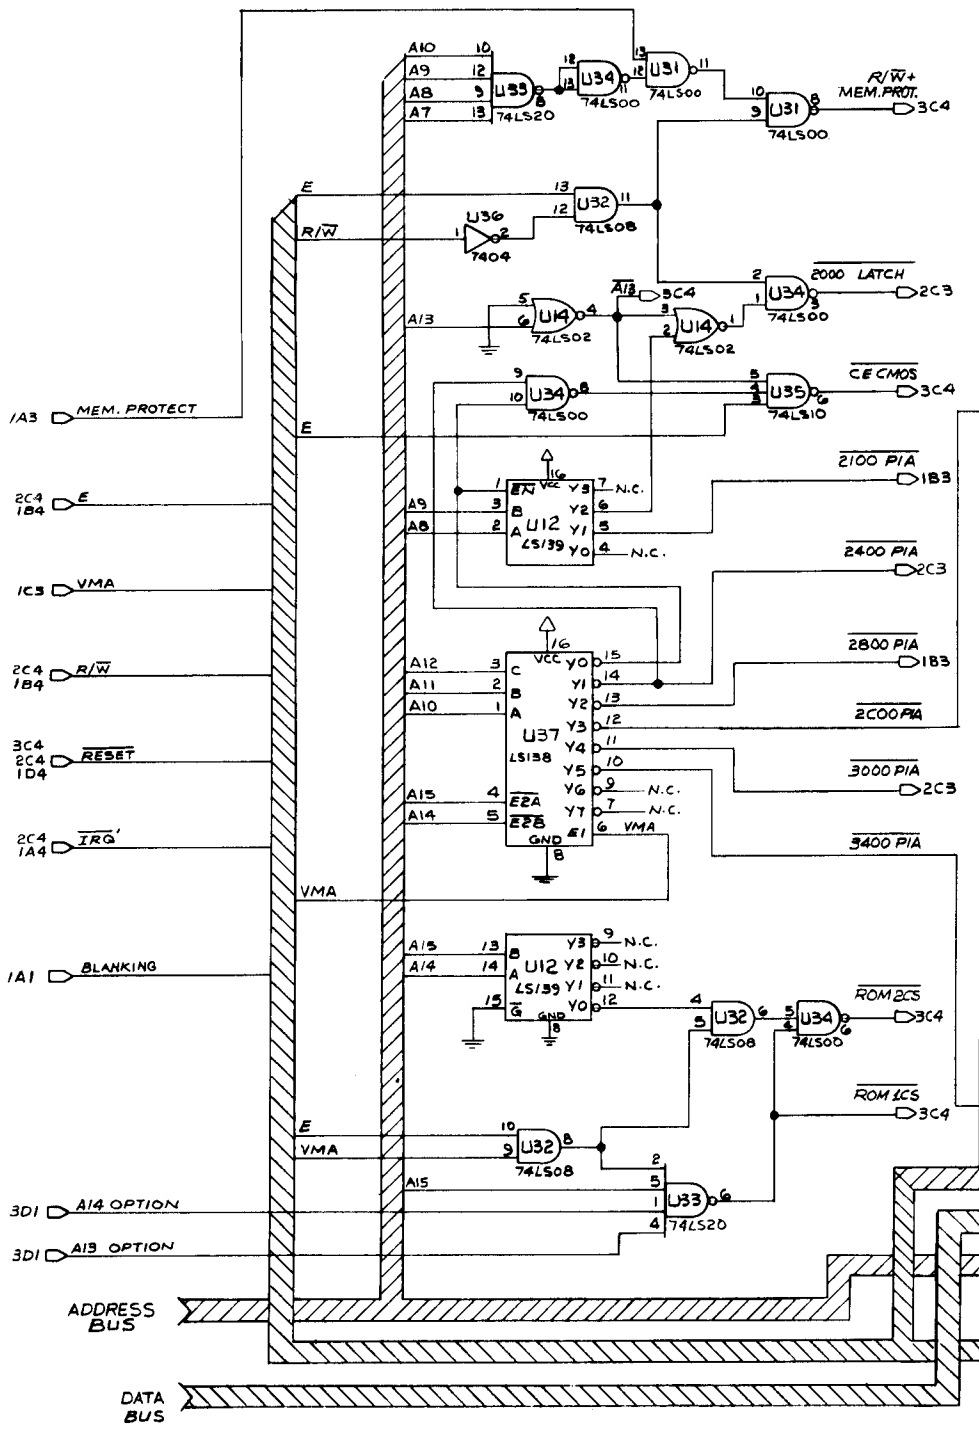 A10 10
A9 12
A8 9
A7 13
U33
8
74LS20
12
13
U34
11
74LS00
13
12
U31
11
74LS00
10
9
U31
8
74LS00
R/W+
MEM.PROT.
3C4
E
13
12
U32
11
74LS08
R/W
1
U36
2
7404
A13
5
6
U14
4
74LS02
A13
3C4
3
2
U14
1
74LS02
2
1
U34
3
74LS00
2000 LATCH
2C3
9
10
U34
8
74LS00
5
4
3
U35
6
74LS10
CE CMOS
3C4
1A3 MEM. PROTECT
E
16
VCC
1 EN Y3 7 N.C.
A9 3 B Y2 6
U12
A8 2 A Y1 5
LS139
Y0 4 N.C.
2100 PIA
1B3
2C4
1B4
E
2400 PIA
2C3
1C3 VMA
16
VCC
A12 3 C Y0 15
A11 2 B Y1 14
A10 1 A Y2 13
U37 Y3 12
LS138 Y4 11
Y5 10
Y6 9 N.C.
A15 4 E2A Y7 7 N.C.
A14 5 E2B E1 6 VMA
GND
8
2800 PIA
1B3
2C00 PIA
3000 PIA
2C3
3400 PIA
2C4
1B4
R/W
3C4
2C4
1D4
RESET
2C4
1A4
IRQ'
VMA
1A1 BLANKING
A15 13 B Y3 9 N.C.
A14 14 A U12 Y2 10 N.C.
LS139 Y1 11 N.C.
15 G Y0 12
GND
8
4
5
U32
6
74LS08
5
4
U34
6
74LS00
ROM2CS
3C4
ROM1CS
3C4
E 10
VMA 9
U32
8
74LS08
A15
2
5
1
4
U33
6
74LS20
3D1 A14 OPTION
3D1 A13 OPTION
ADDRESS
BUS
DATA
BUS